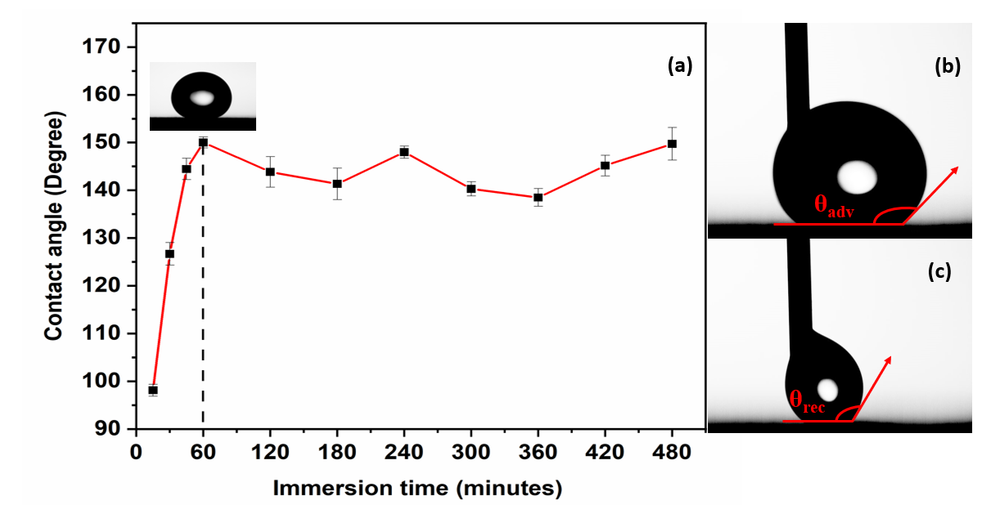 170
160
150
140
130
120
110
100
90
0 60 120 180 240 300 360 420 480
Contact angle (Degree)
Immersion time (minutes)
(a)
(b)
θadv
(c)
θrec